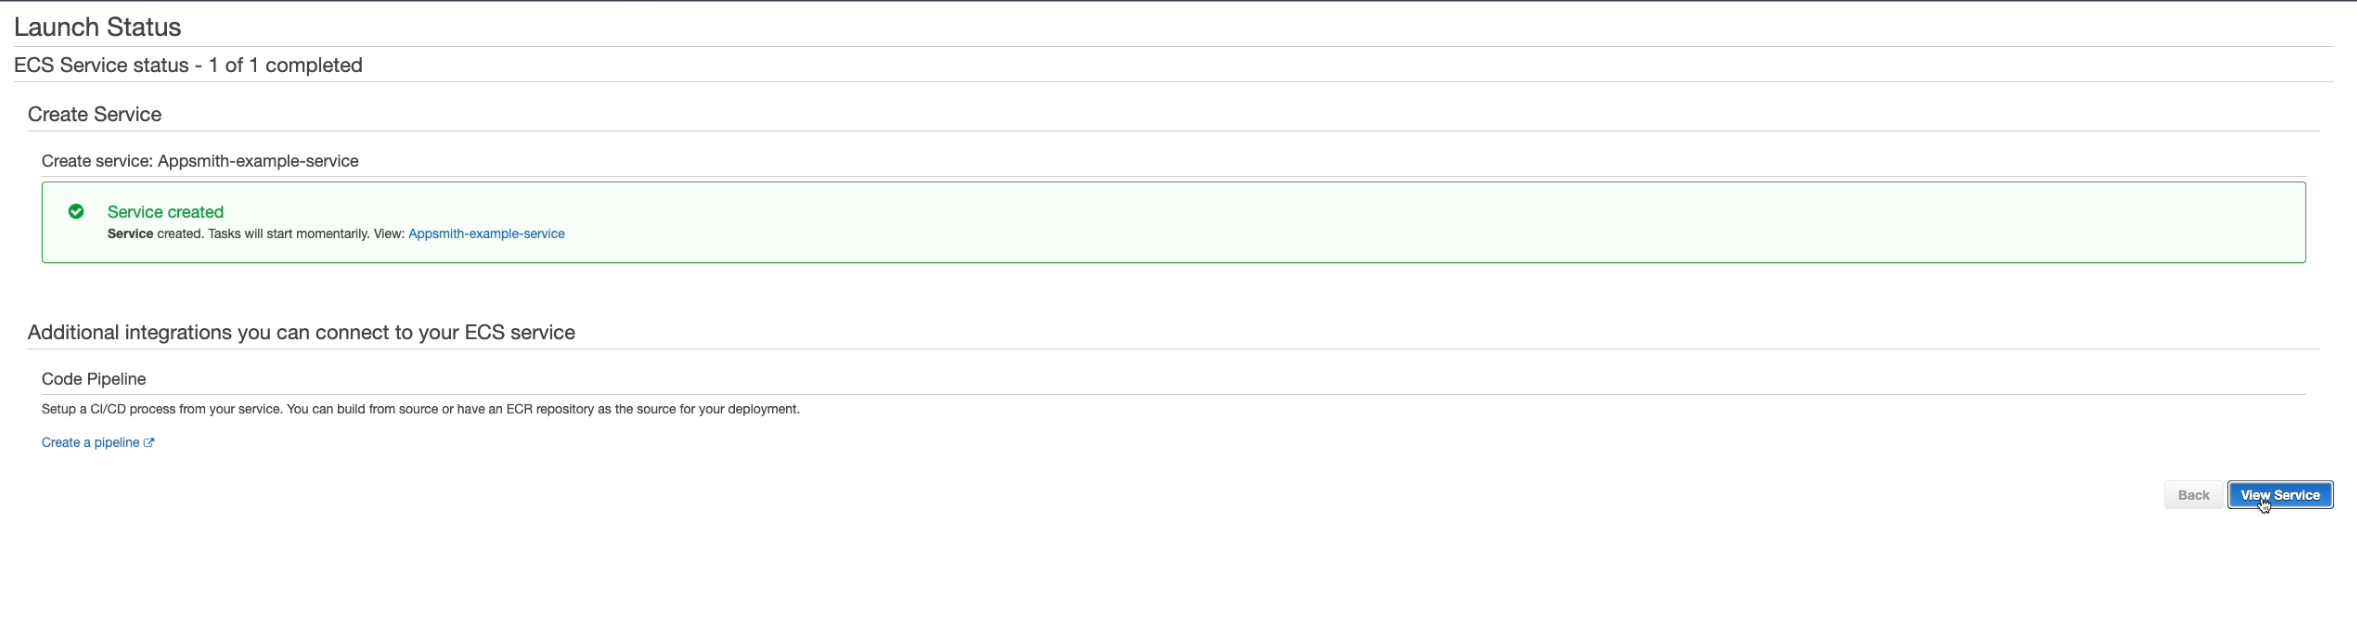 Launch Status
ECS Service status - 1 of 1 completed
Create Service
Create service: Appsmith-example-service
Service created
Service created. Tasks will start momentarily. View: Appsmith-example-service
Additional integrations you can connect to your ECS service
Code Pipeline
Setup a CI/CD process from your service. You can build from source or have an ECR repository as the source for your deployment.
Create a pipeline
Back View Service